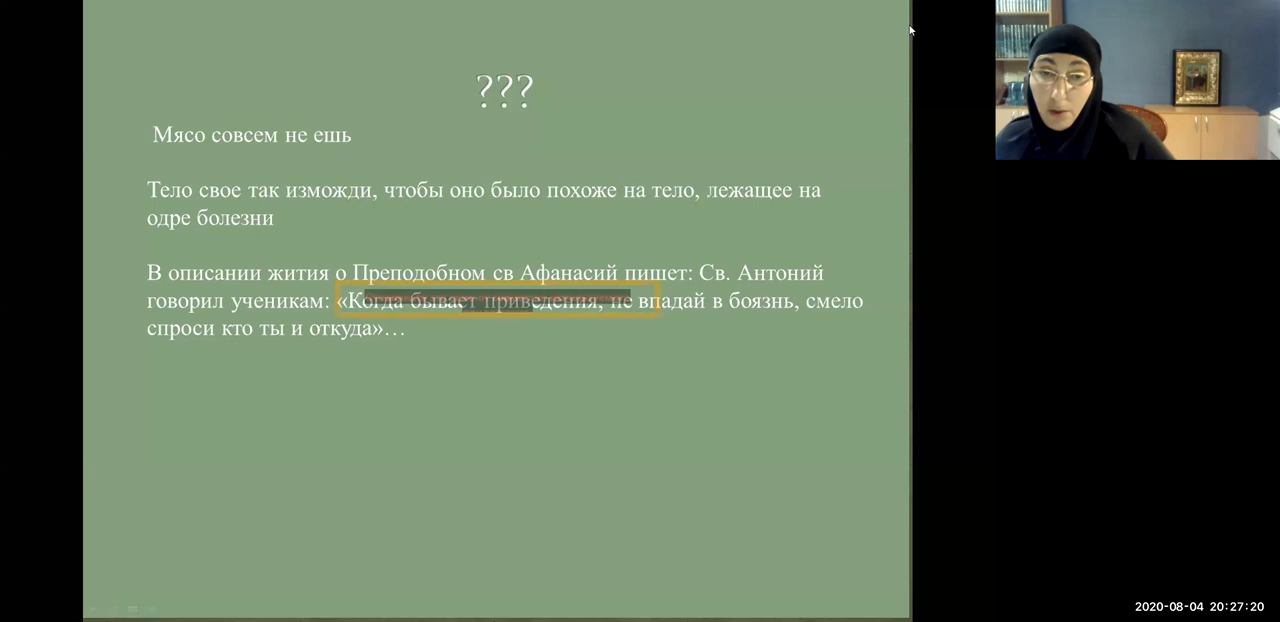 ???
Мясо совсем не ешь
Тело свое так изможди, чтобы оно было похоже на тело, лежащее на
одре болезни
В описании жития о Преподобном св Афанасий пишет: Св. Антоний
говорил ученикам: «Когда бывает приведения, не впадай в боязнь, смело
спроси кто ты и откуда»…
2020-08-04 20:27:20